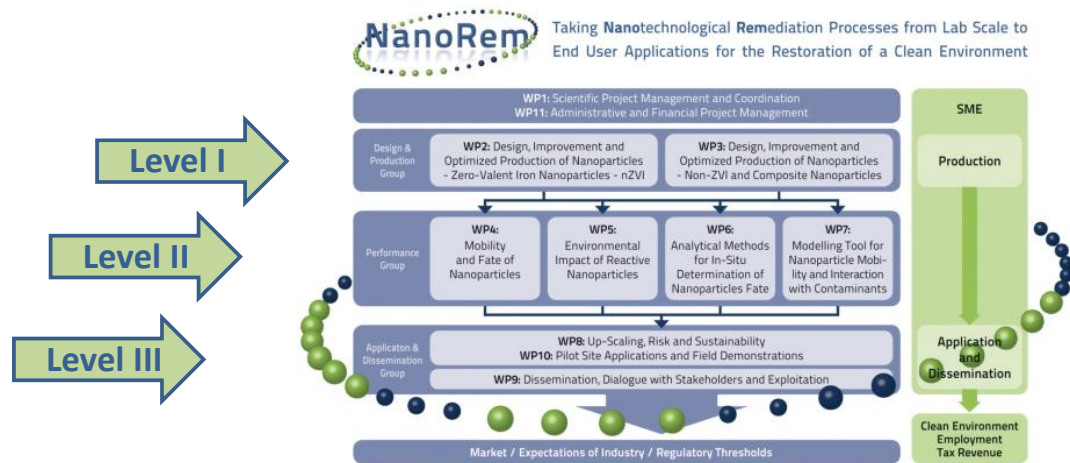 NanoRem
Taking Nanotechnological Remediation Processes from Lab Scale to
End User Applications for the Restoration of a Clean Environment
WP1: Scientific Project Management and Coordination
WP11: Administrative and Financial Project Management
SME
Level I
Design &
Production
Group
WP2: Design, Improvement and
Optimized Production of Nanoparticles
- Zero-Valent Iron Nanoparticles - nZVI
WP3: Design, Improvement and
Optimized Production of Nanoparticles
- Non-ZVI and Composite Nanoparticles
Production
Level II
Performance
Group
WP4:
Mobility
and Fate of
Nanoparticles
WP5:
Environmental
Impact of Reactive
Nanoparticles
WP6:
Analytical Methods
for In-Situ
Determination of
Nanoparticles Fate
WP7:
Modelling Tool for
Nanoparticle Mobi-
lity and Interaction
with Contaminants
Level III
Applicaton &
Dissemination
Group
WP8: Up-Scaling, Risk and Sustainability
WP10: Pilot Site Applications and Field Demonstrations
WP9: Dissemination, Dialogue with Stakeholders and Exploitation
Application
and
Dissemination
Market / Expectations of Industry / Regulatory Thresholds
Clean Environment
Employment
Tax Revenue